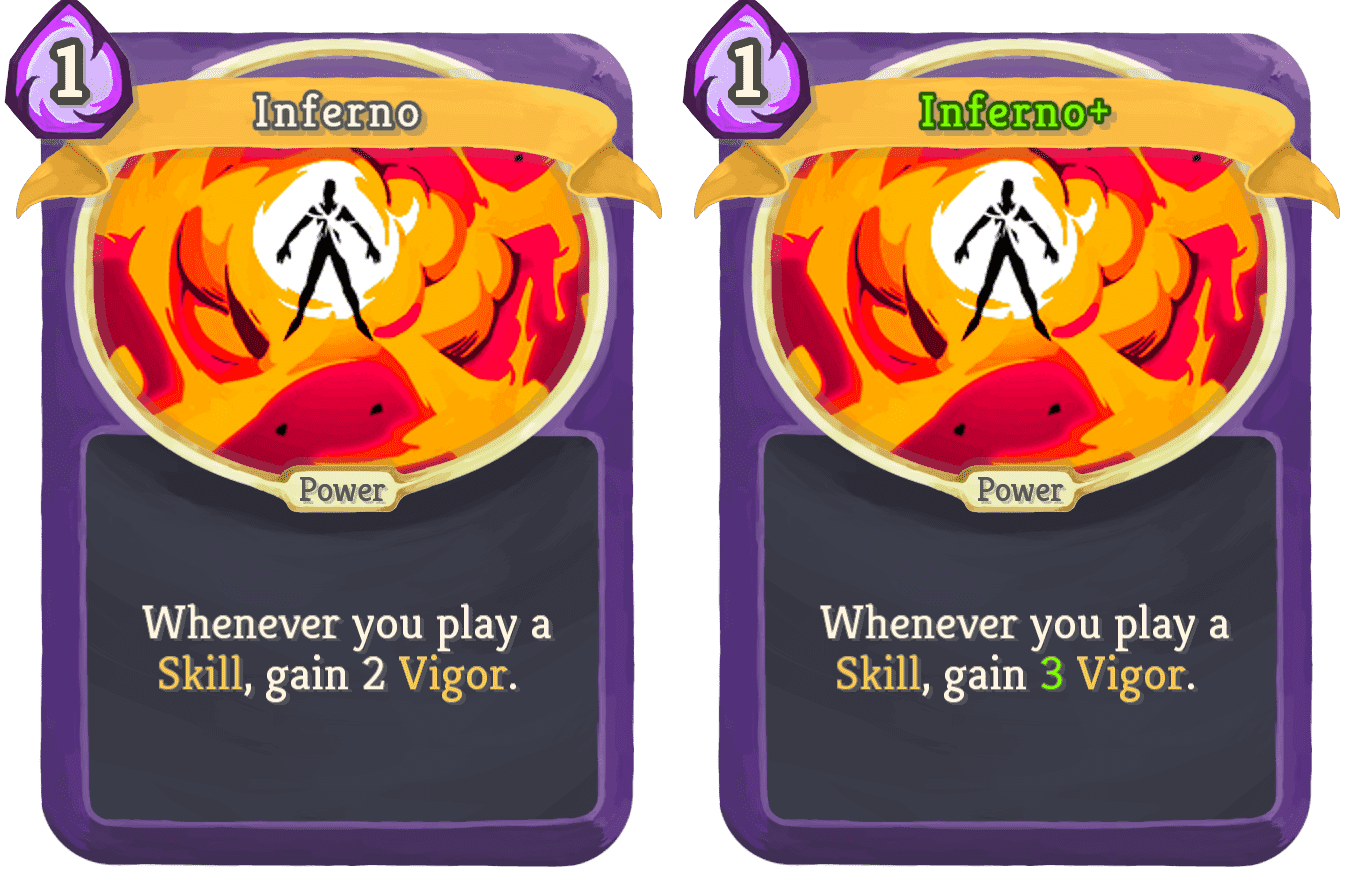 1
Inferno
Power
Whenever you play a
Skill, gain 2 Vigor.
1
Inferno+
Power
Whenever you play a
Skill, gain 3 Vigor.